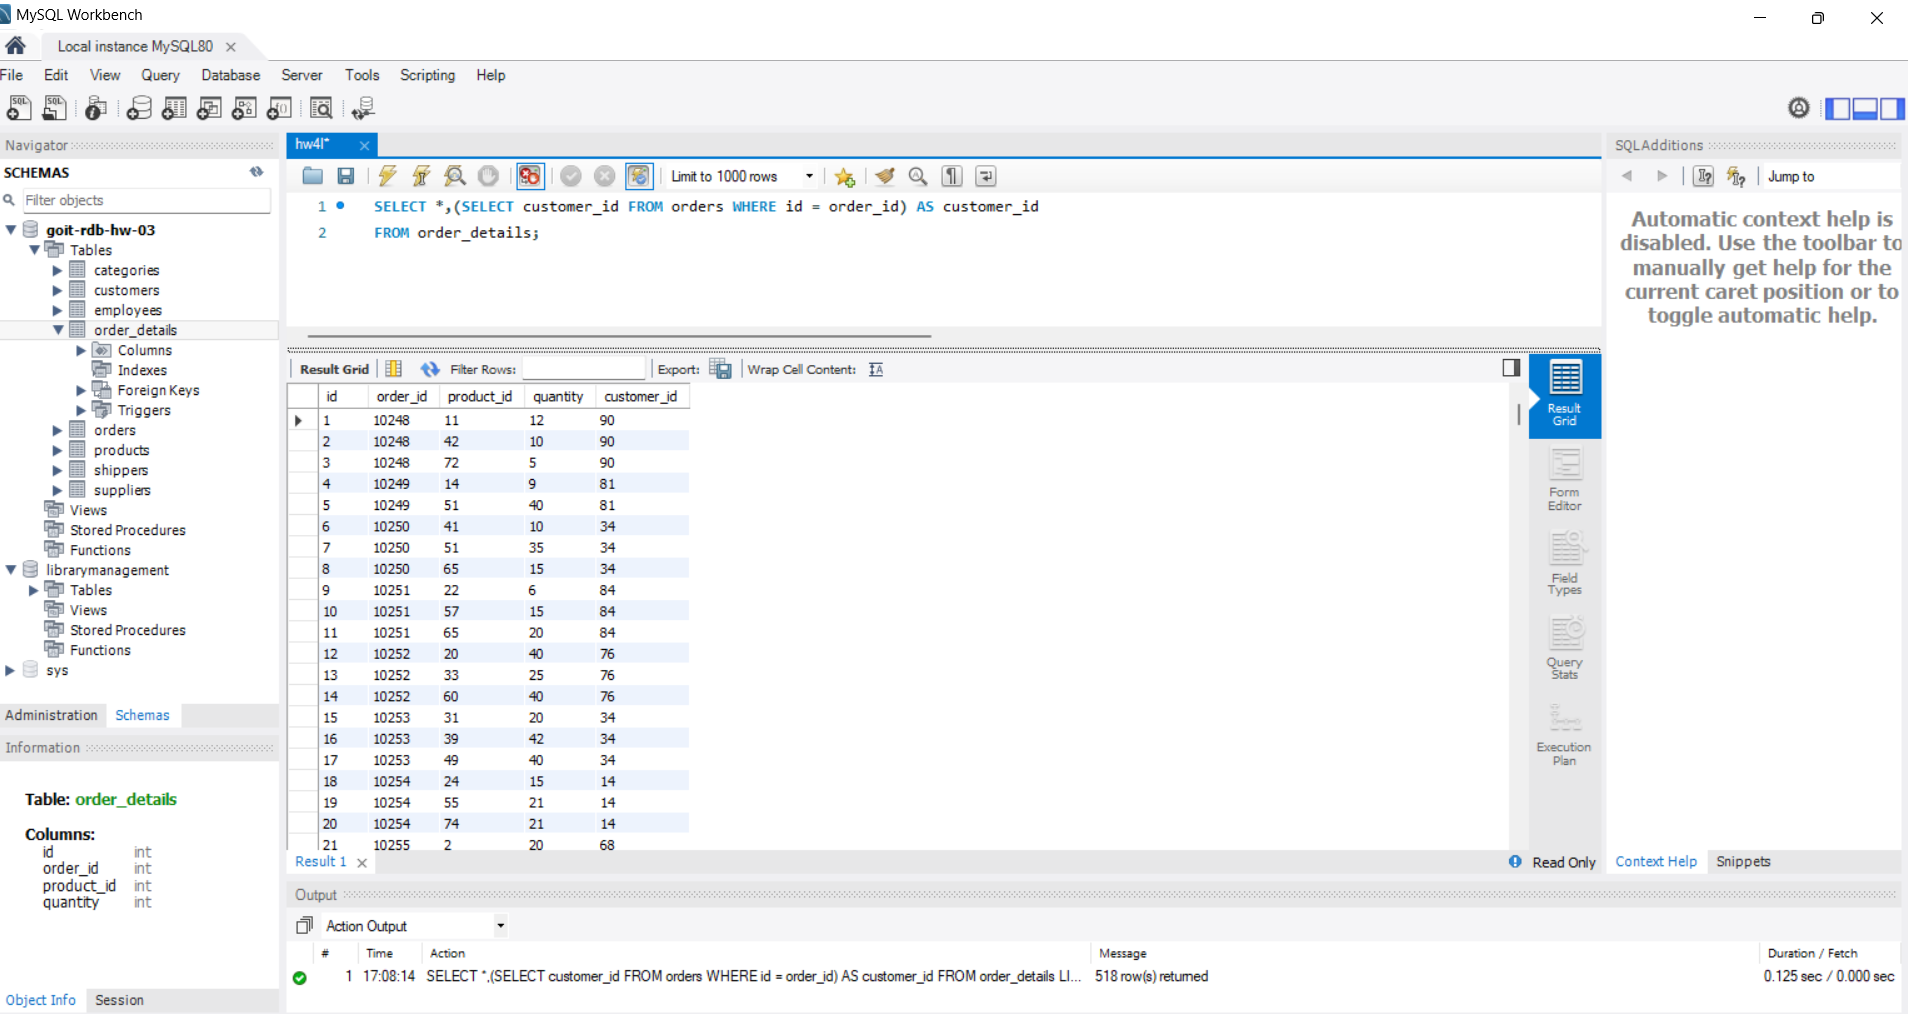 MySQL Workbench
Local instance MySQL80
File Edit View Query Database Server Tools Scripting Help
Navigator
SCHEMAS
Filter objects
goit-rdb-hw-03
Tables
categories
customers
employees
order_details
Columns
Indexes
Foreign Keys
Triggers
orders
products
shippers
suppliers
Views
Stored Procedures
Functions
librarymanagement
Tables
Views
Stored Procedures
Functions
sys
Administration Schemas
Information
Table: order_details
Columns:
id int
order_id int
product_id int
quantity int
Object Info Session
hw4l*
Limit to 1000 rows
1 SELECT *,(SELECT customer_id FROM orders WHERE id = order_id) AS customer_id
2 FROM order_details;
Result Grid Filter Rows: Export: Wrap Cell Content:
id order_id product_id quantity customer_id
1 10248 11 12 90
2 10248 42 10 90
3 10248 72 5 90
4 10249 14 9 81
5 10249 51 40 81
6 10250 41 10 34
7 10250 51 35 34
8 10250 65 15 34
9 10251 22 6 84
10 10251 57 15 84
11 10251 65 20 84
12 10252 20 40 76
13 10252 33 25 76
14 10252 60 40 76
15 10253 31 20 34
16 10253 39 42 34
17 10253 49 40 34
18 10254 24 15 14
19 10254 55 21 14
20 10254 74 21 14
21 10255 2 20 68
Result 1
Read Only
Result
Grid
Form
Editor
Field
Types
Query
Stats
Execution
Plan
SQLAdditions
Jump to
Automatic context help is
disabled. Use the toolbar to
manually get help for the
current caret position or to
toggle automatic help.
Context Help Snippets
Output
Action Output
# Time Action Message Duration / Fetch
1 17:08:14 SELECT *,(SELECT customer_id FROM orders WHERE id = order_id) AS customer_id FROM order_details LI... 518 row(s) returned 0.125 sec / 0.000 sec